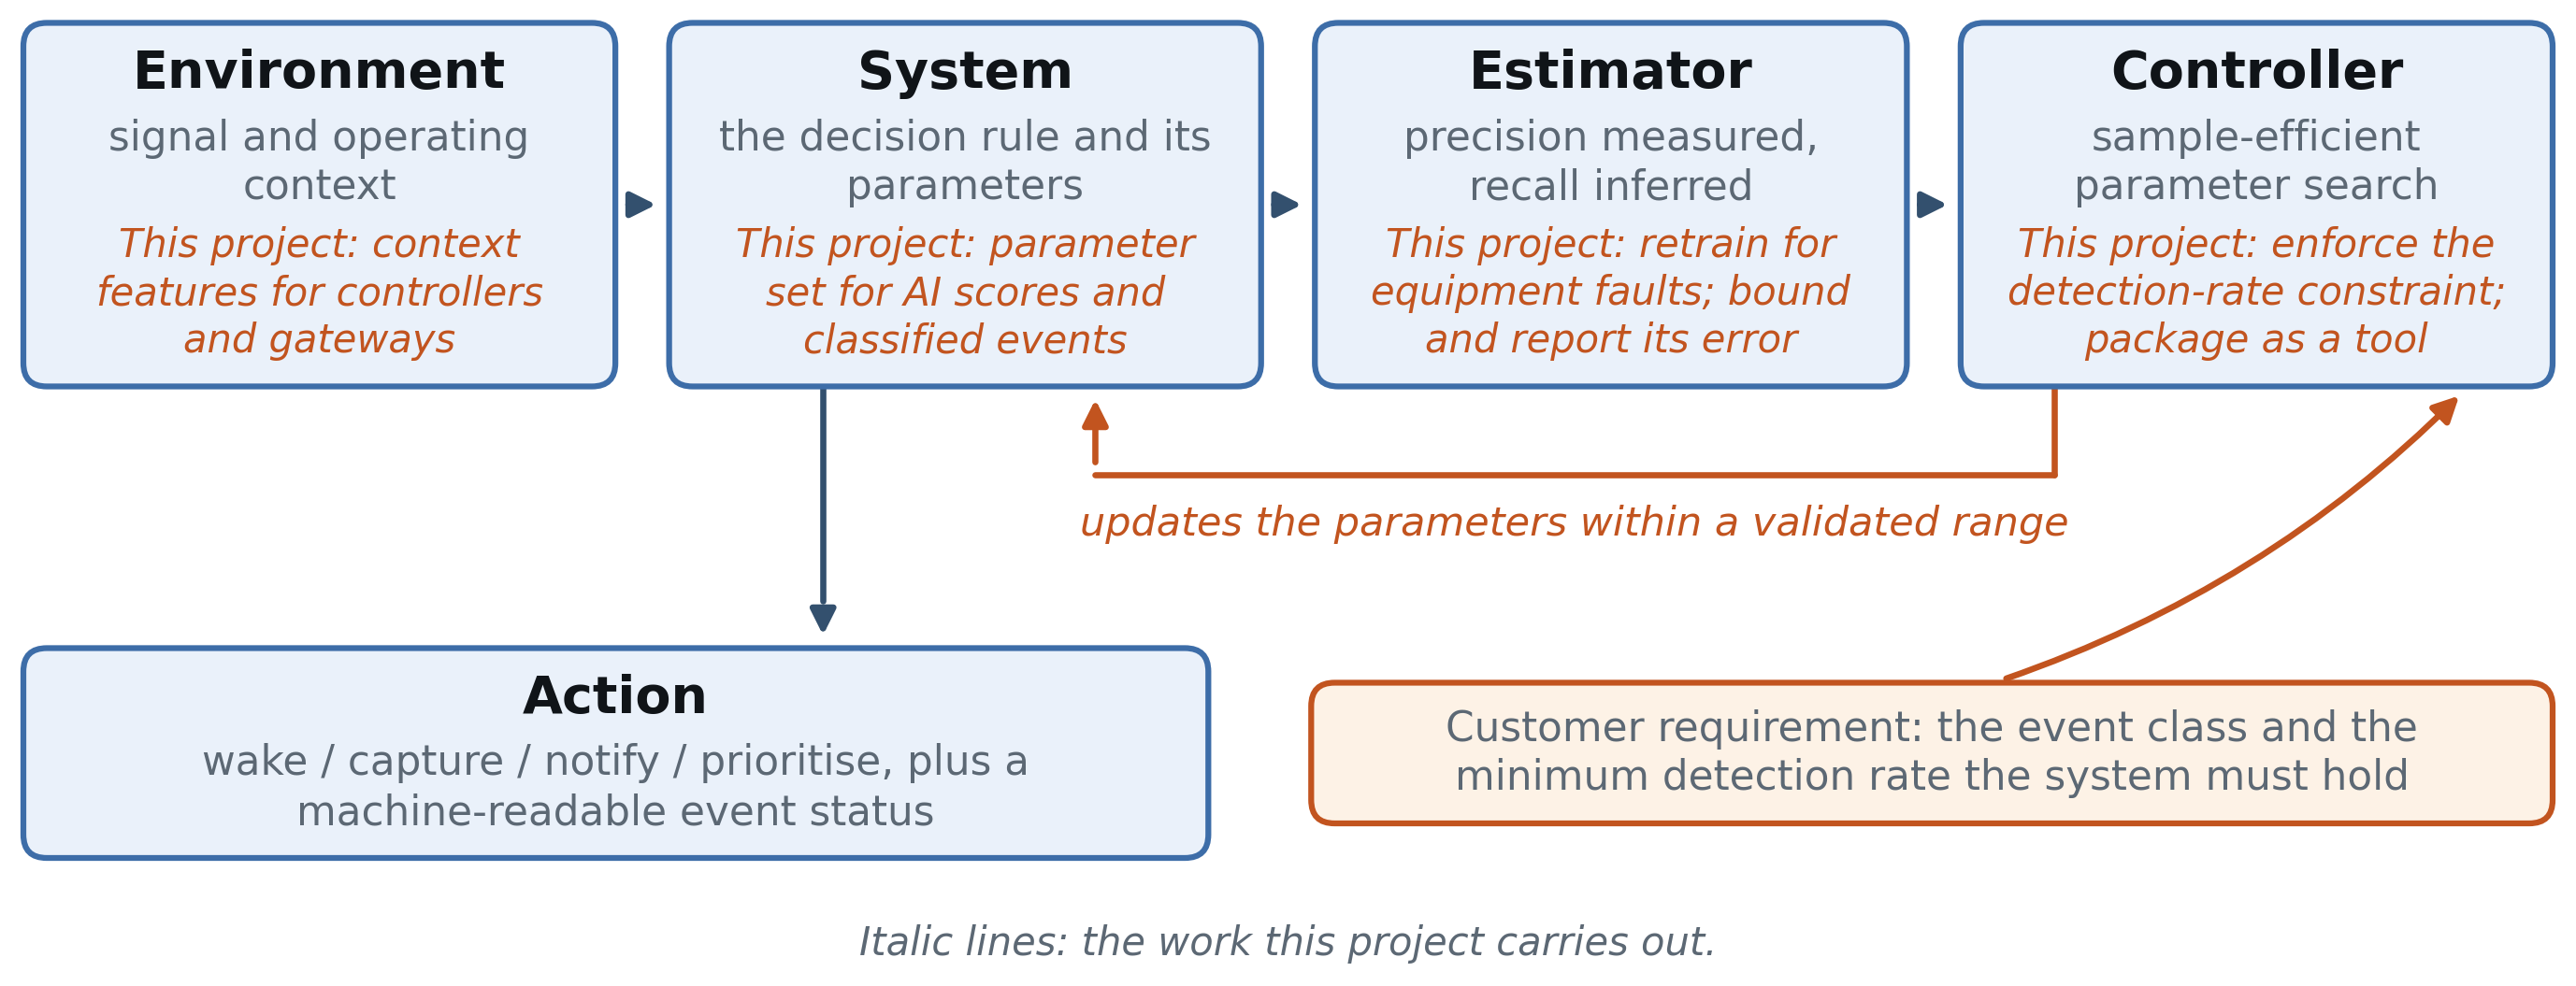 Environment
signal and operating
context
This project: context
features for controllers
and gateways
System
the decision rule and its
parameters
This project: parameter
set for AI scores and
classified events
Estimator
precision measured,
recall inferred
This project: retrain for
equipment faults; bound
and report its error
Controller
sample-efficient
parameter search
This project: enforce the
detection-rate constraint;
package as a tool
updates the parameters within a validated range
Action
wake / capture / notify / prioritise, plus a
machine-readable event status
Customer requirement: the event class and the
minimum detection rate the system must hold
Italic lines: the work this project carries out.